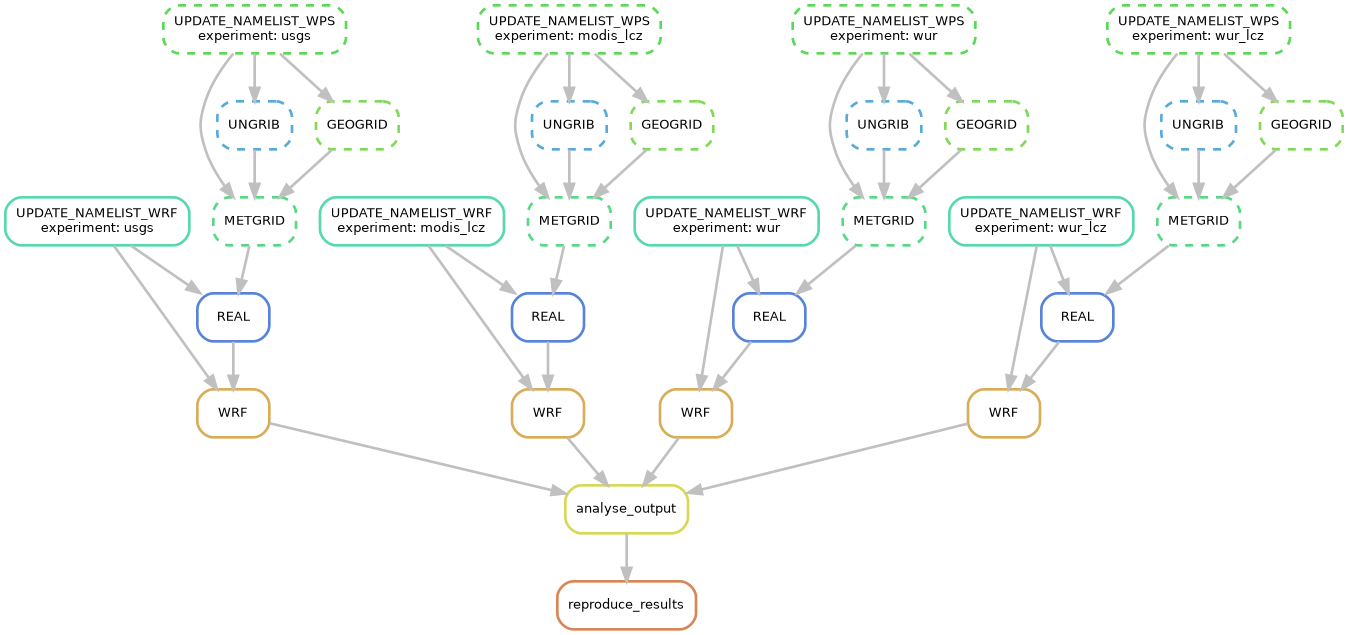 UPDATE_NAMELIST_WPS
experiment: usgs
UPDATE_NAMELIST_WPS
experiment: modis_lcz
UPDATE_NAMELIST_WPS
experiment: wur
UPDATE_NAMELIST_WPS
experiment: wur_lcz
UNGRIB
GEOGRID
UNGRIB
GEOGRID
UNGRIB
GEOGRID
UNGRIB
GEOGRID
UPDATE_NAMELIST_WRF
experiment: usgs
METGRID
UPDATE_NAMELIST_WRF
experiment: modis_lcz
METGRID
UPDATE_NAMELIST_WRF
experiment: wur
METGRID
UPDATE_NAMELIST_WRF
experiment: wur_lcz
METGRID
REAL
REAL
REAL
REAL
WRF
WRF
WRF
WRF
analyse_output
reproduce_results